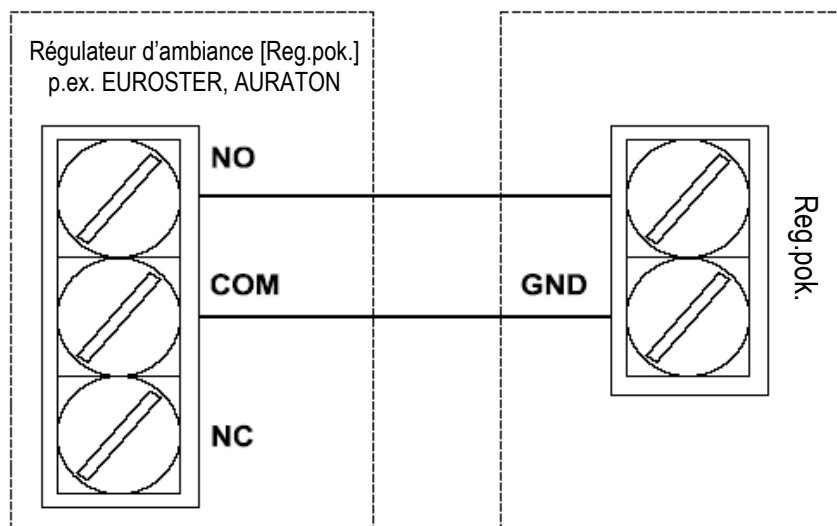 Régulateur d’ambiance [Reg.pok.]
p.ex. EUROSTER, AURATON
NO
COM
GND
NC
Reg.pok.